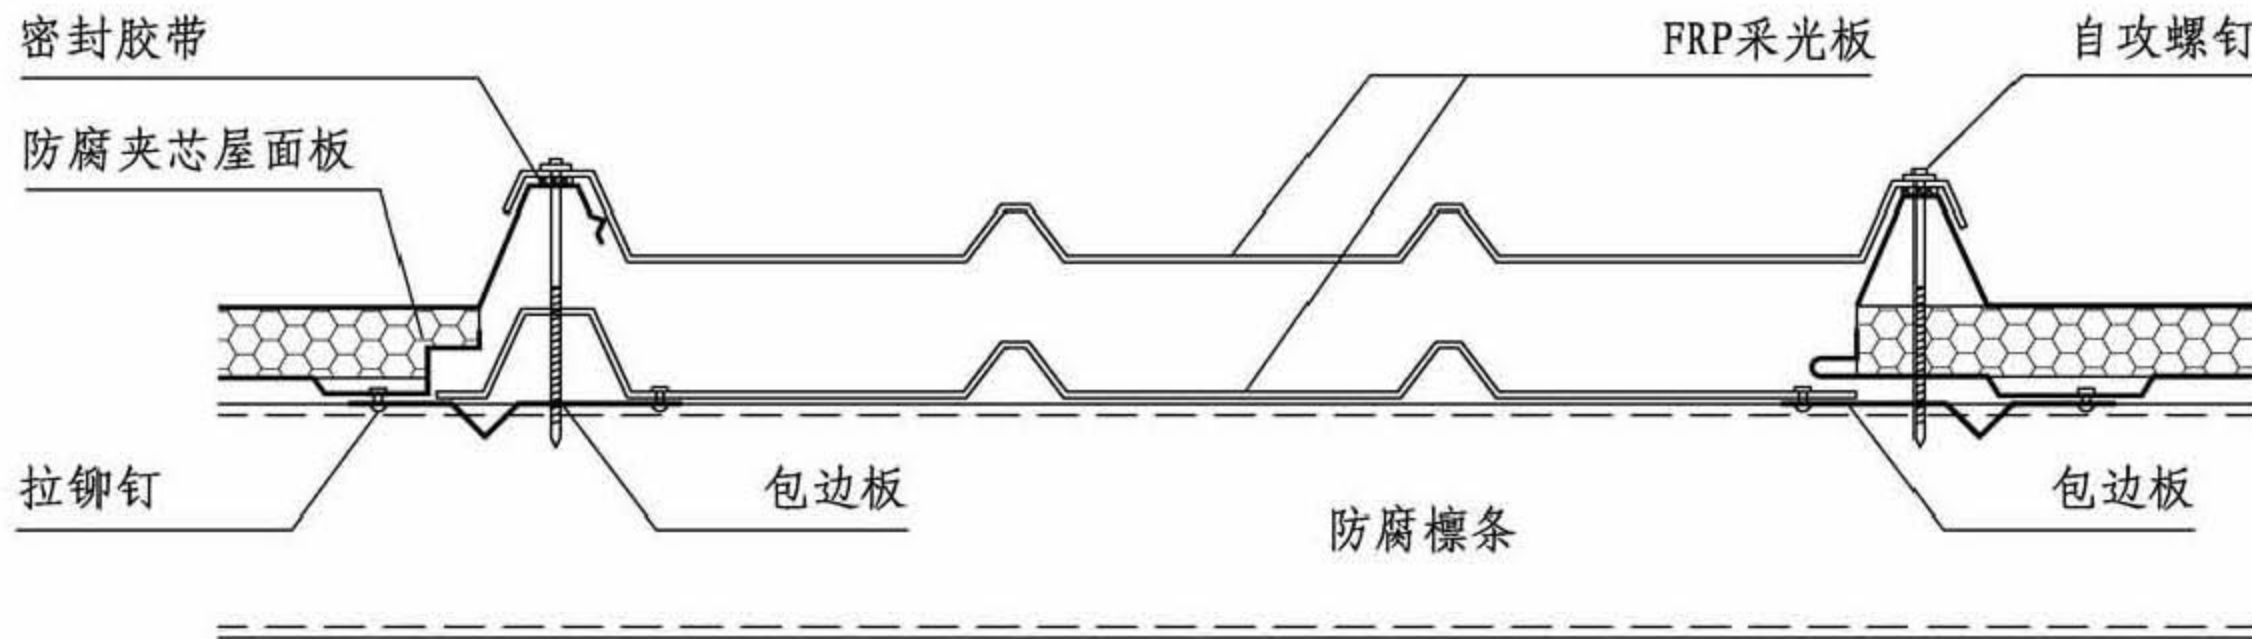 密封胶带
FRP采光板
自攻螺钉
防腐夹芯屋面板
拉铆钉
包边板
包边板
防腐檩条